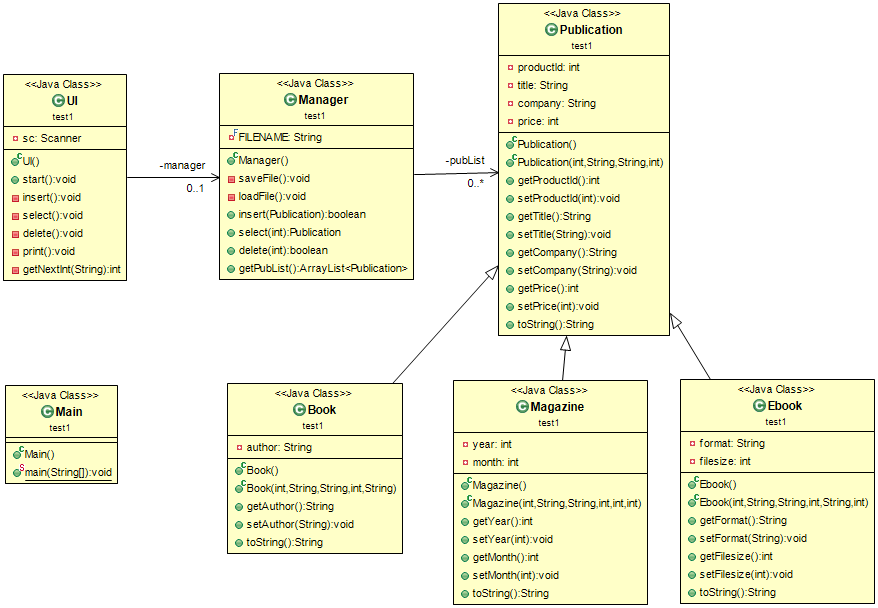 <<Java Class>>
UI
test1
sc: Scanner
UI()
start():void
insert():void
select():void
delete():void
print():void
getNextInt(String):int
-manager
0..1
<<Java Class>>
Manager
test1
FILENAME: String
Manager()
saveFile():void
loadFile():void
insert(Publication):boolean
select(int):Publication
delete(int):boolean
getPubList():ArrayList<Publication>
-pubList
0..*
<<Java Class>>
Publication
test1
productId: int
title: String
company: String
price: int
Publication()
Publication(int,String,String,int)
getProductId():int
setProductId(int):void
getTitle():String
setTitle(String):void
getCompany():String
setCompany(String):void
getPrice():int
setPrice(int):void
toString():String
<<Java Class>>
Main
test1
Main()
main(String[]):void
<<Java Class>>
Book
test1
author: String
Book()
Book(int,String,String,int,String)
getAuthor():String
setAuthor(String):void
toString():String
<<Java Class>>
Magazine
test1
year: int
month: int
Magazine()
Magazine(int,String,String,int,int,int)
getYear():int
setYear(int):void
getMonth():int
setMonth(int):void
toString():String
<<Java Class>>
Ebook
test1
format: String
filesize: int
Ebook()
Ebook(int,String,String,int,String,int)
getFormat():String
setFormat(String):void
getFilesize():int
setFilesize(int):void
toString():String